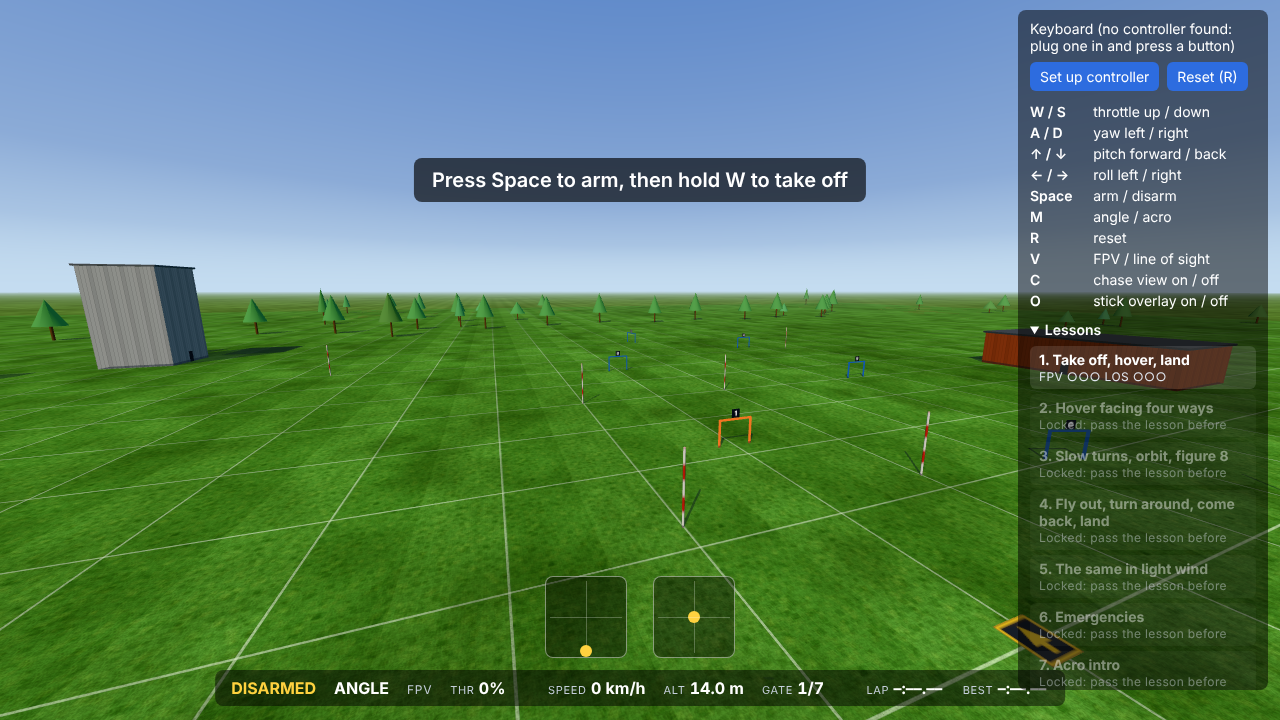 Keyboard (no controller found:
plug one in and press a button)
Set up controller
Reset (R)
W / S throttle up / down
A / D yaw left / right
↑ / ↓ pitch forward / back
← / → roll left / right
Space arm / disarm
M angle / acro
R reset
V FPV / line of sight
C chase view on / off
O stick overlay on / off
▼ Lessons
1. Take off, hover, land
FPV ○○○ LOS ○○○
2. Hover facing four ways
Locked: pass the lesson before
3. Slow turns, orbit, figure 8
Locked: pass the lesson before
4. Fly out, turn around, come
back, land
Locked: pass the lesson before
5. The same in light wind
Locked: pass the lesson before
6. Emergencies
Locked: pass the lesson before
7. Acro intro
Locked: pass the lesson before
Press Space to arm, then hold W to take off
1
DISARMED ANGLE FPV THR 0% SPEED 0 km/h ALT 14.0 m GATE 1/7 LAP –:––.–– BEST –:––.––